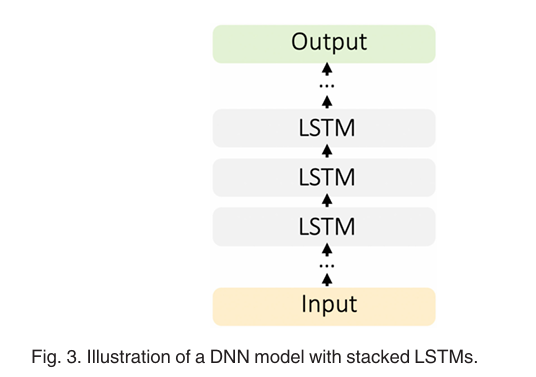 Output
...
LSTM
LSTM
LSTM
...
Input
Fig. 3. Illustration of a DNN model with stacked LSTMs.